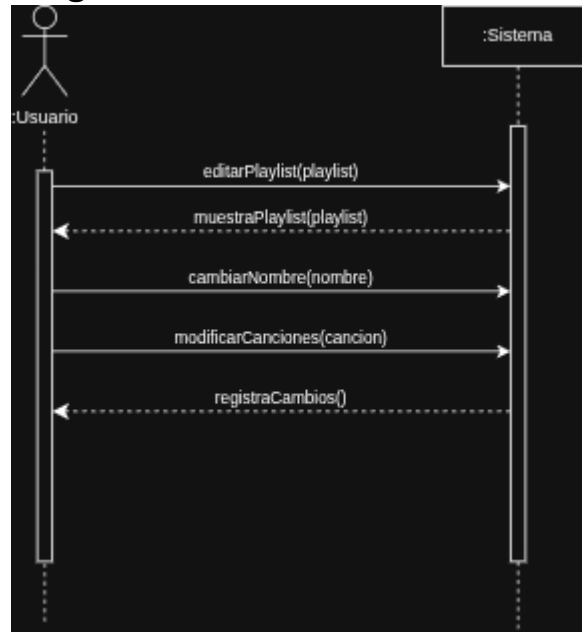 :Sistema
:Usuario
editarPlaylist(playlist)
muestraPlaylist(playlist)
cambiarNombre(nombre)
modificarCanciones(cancion)
registraCambios()